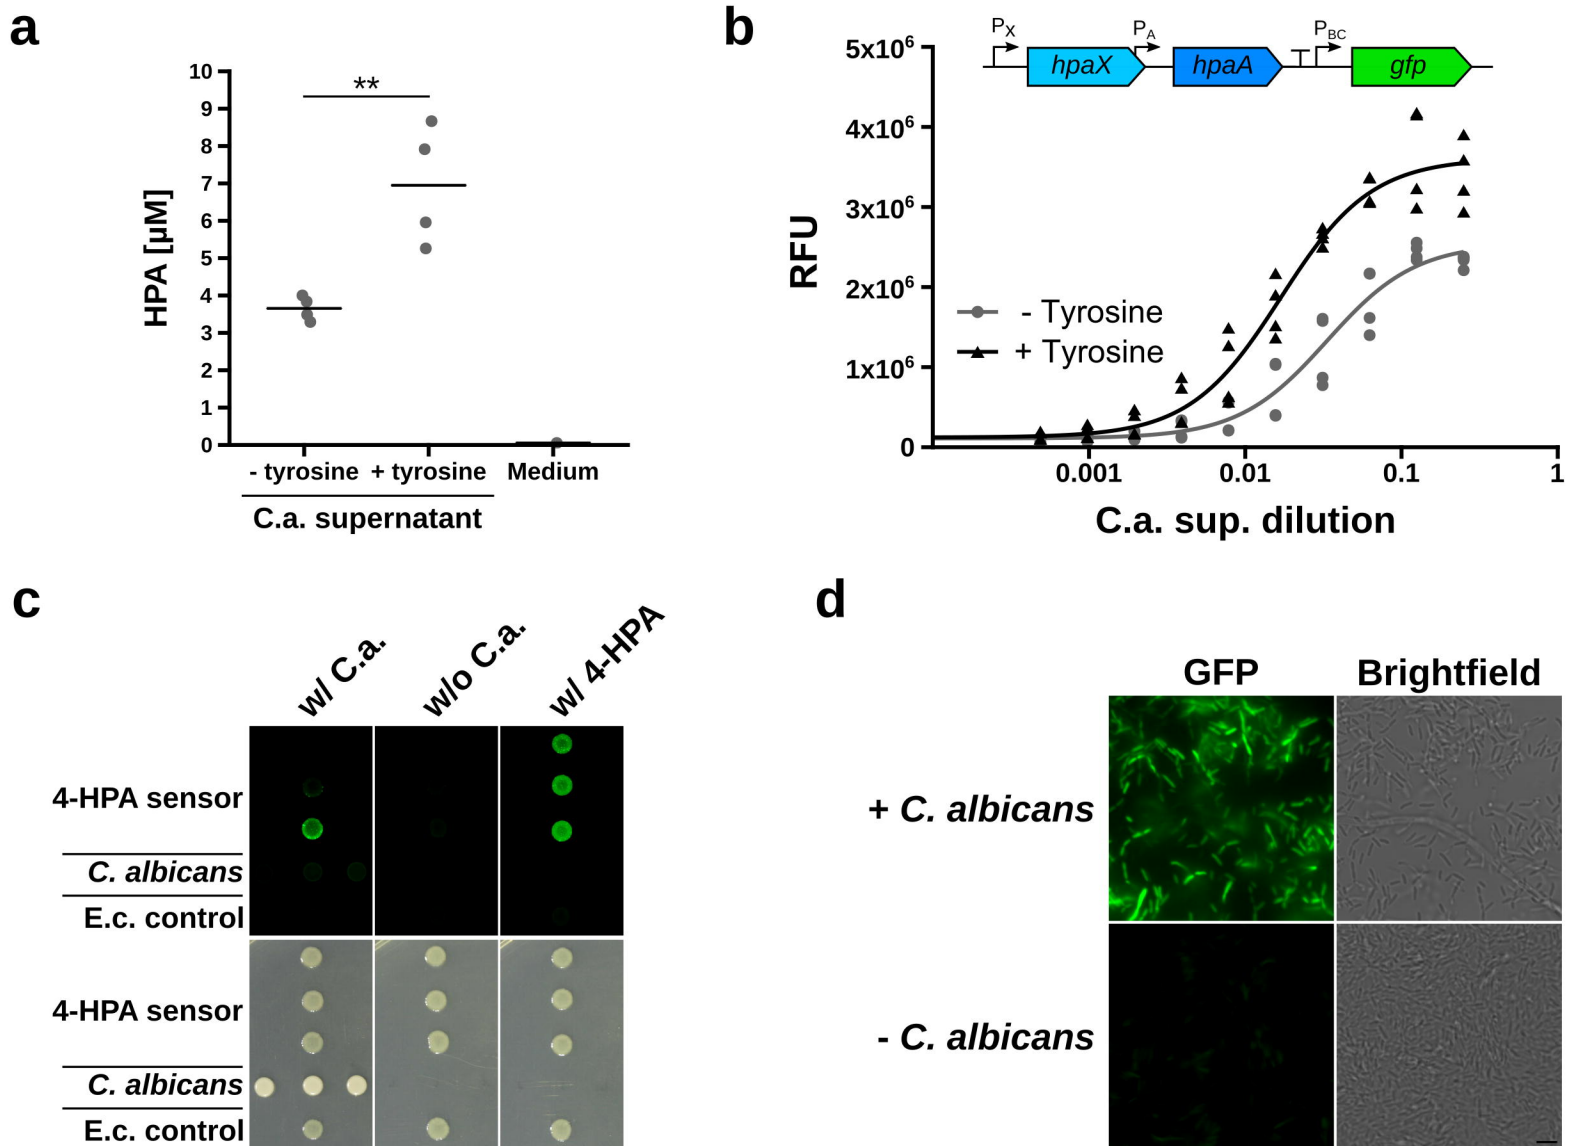 a
HPA [µM]
10
9
8
7
6
5
4
3
2
1
0
**
- tyrosine
+ tyrosine
Medium
C.a. supernatant
b
RFU
5x10⁶
4x10⁶
3x10⁶
2x10⁶
1x10⁶
0
PX
hpaX
PA
hpaA
PBC
gfp
- Tyrosine
+ Tyrosine
0.001
0.01
0.1
1
C.a. sup. dilution
c
w/ C.a.
w/o C.a.
w/ 4-HPA
4-HPA sensor
C. albicans
E.c. control
4-HPA sensor
C. albicans
E.c. control
d
GFP
Brightfield
+ C. albicans
- C. albicans